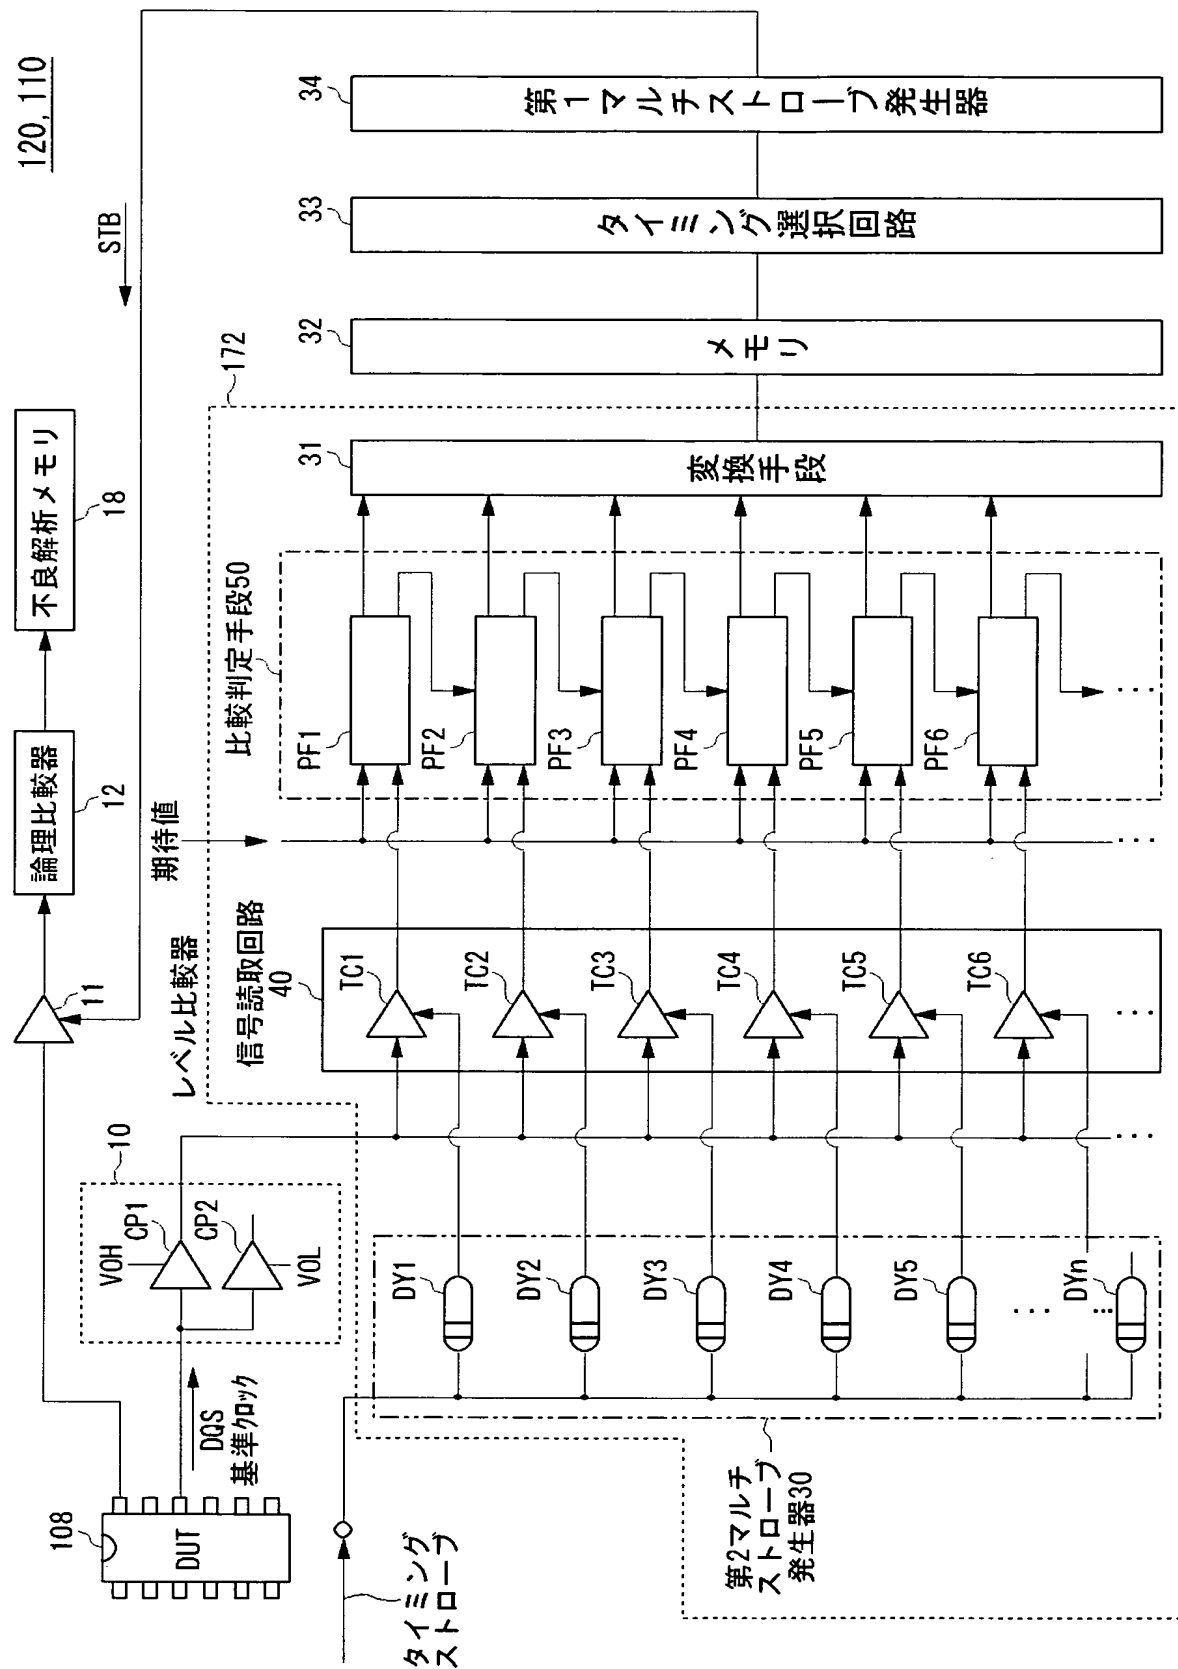 120, 110
108
DUT
DQS
基準クロック
10
VOH
CP1
CP2
VOL
レベル比較器
11
論理比較器
12
不良解析メモリ
18
STB
期待値
172
タイミング
ストローブ
第2マルチ
ストローブ
発生器30
DY1
DY2
DY3
DY4
DY5
DYn
...
信号読取回路
40
TC1
TC2
TC3
TC4
TC5
TC6
...
比較判定手段50
PF1
PF2
PF3
PF4
PF5
PF6
...
31
変換手段
32
メモリ
33
タイミング選択回路
34
第1マルチストローブ発生器